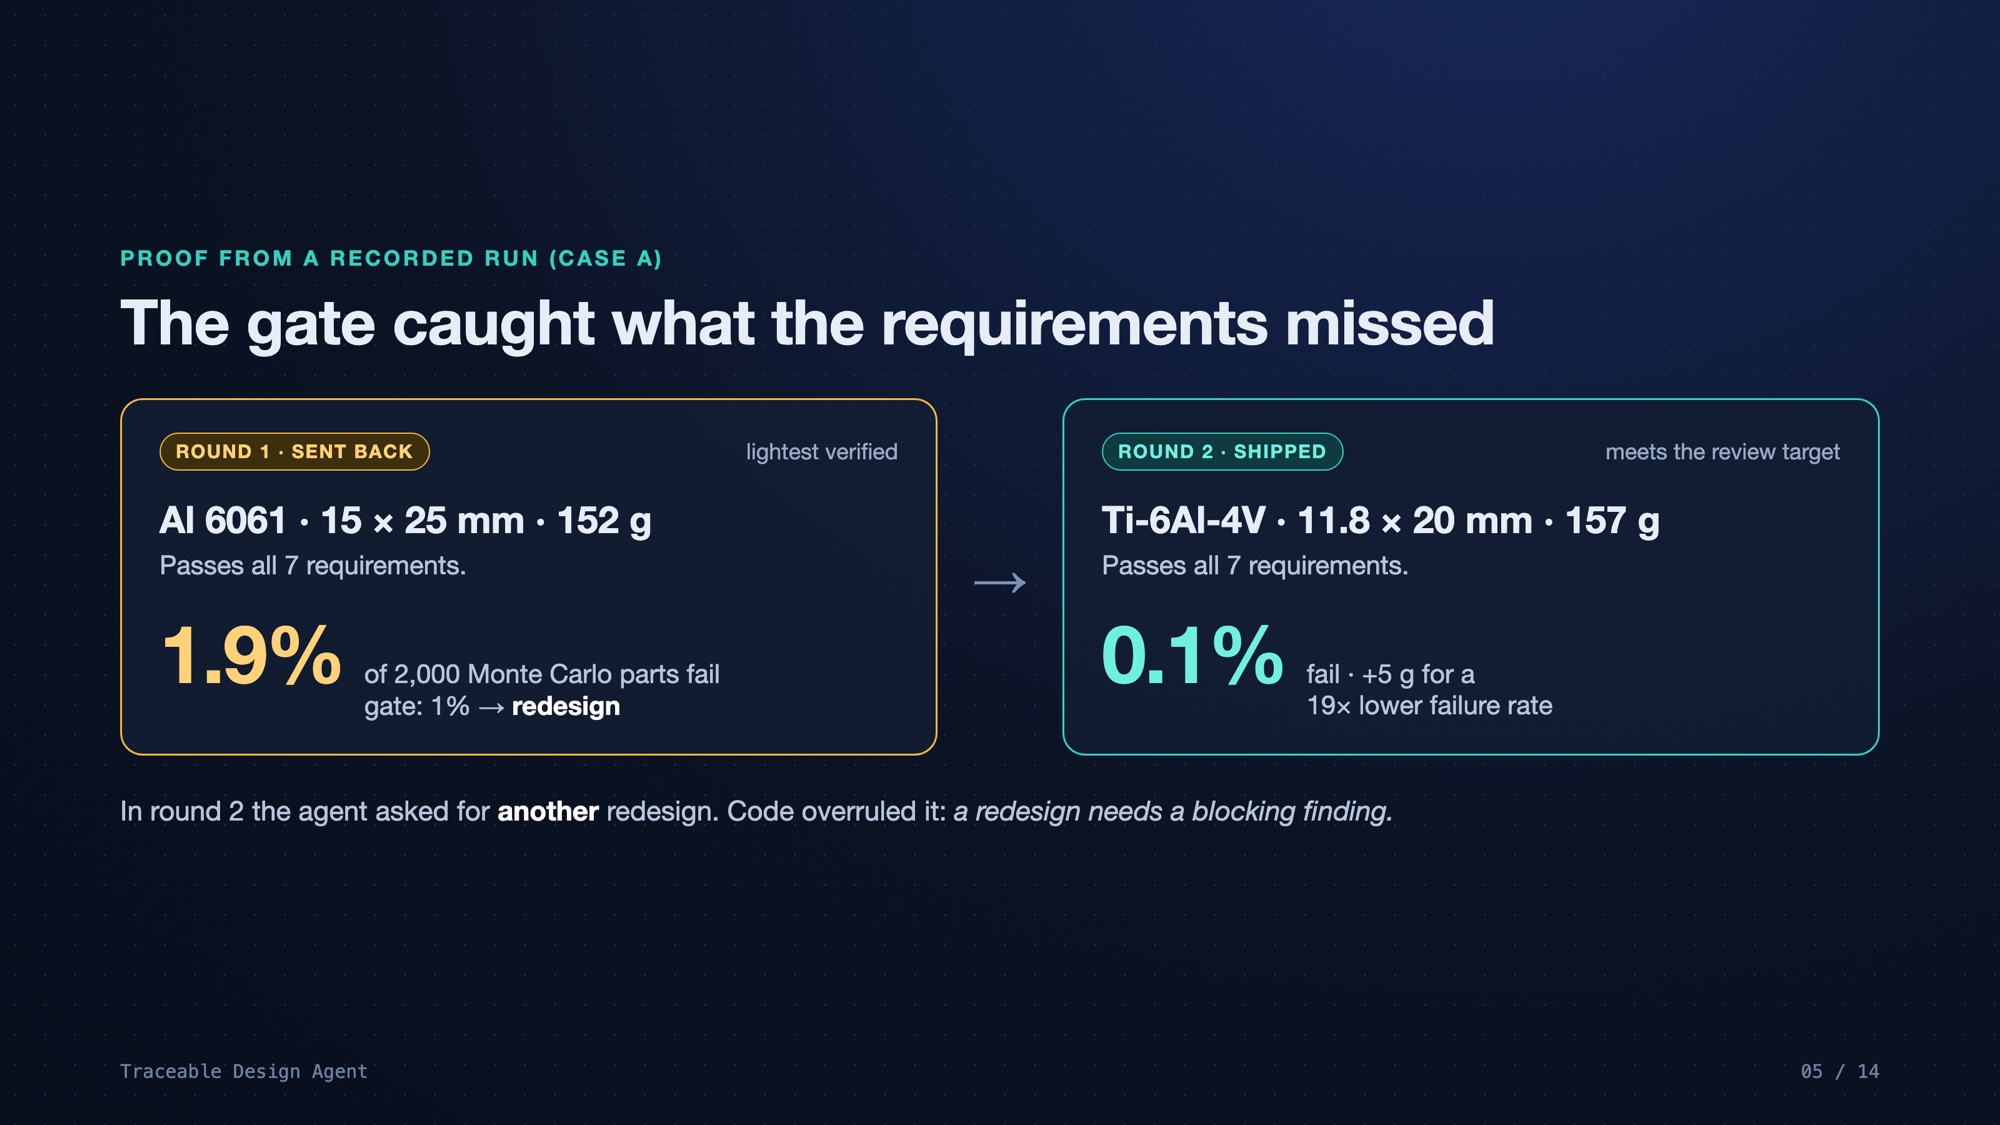 PROOF FROM A RECORDED RUN (CASE A)
The gate caught what the requirements missed
ROUND 1 · SENT BACK
lightest verified
Al 6061 · 15 × 25 mm · 152 g
Passes all 7 requirements.
1.9%
of 2,000 Monte Carlo parts fail
gate: 1% → redesign
→
ROUND 2 · SHIPPED
meets the review target
Ti-6Al-4V · 11.8 × 20 mm · 157 g
Passes all 7 requirements.
0.1%
fail · +5 g for a
19× lower failure rate
In round 2 the agent asked for another redesign. Code overruled it: a redesign needs a blocking finding.
Traceable Design Agent
05 / 14